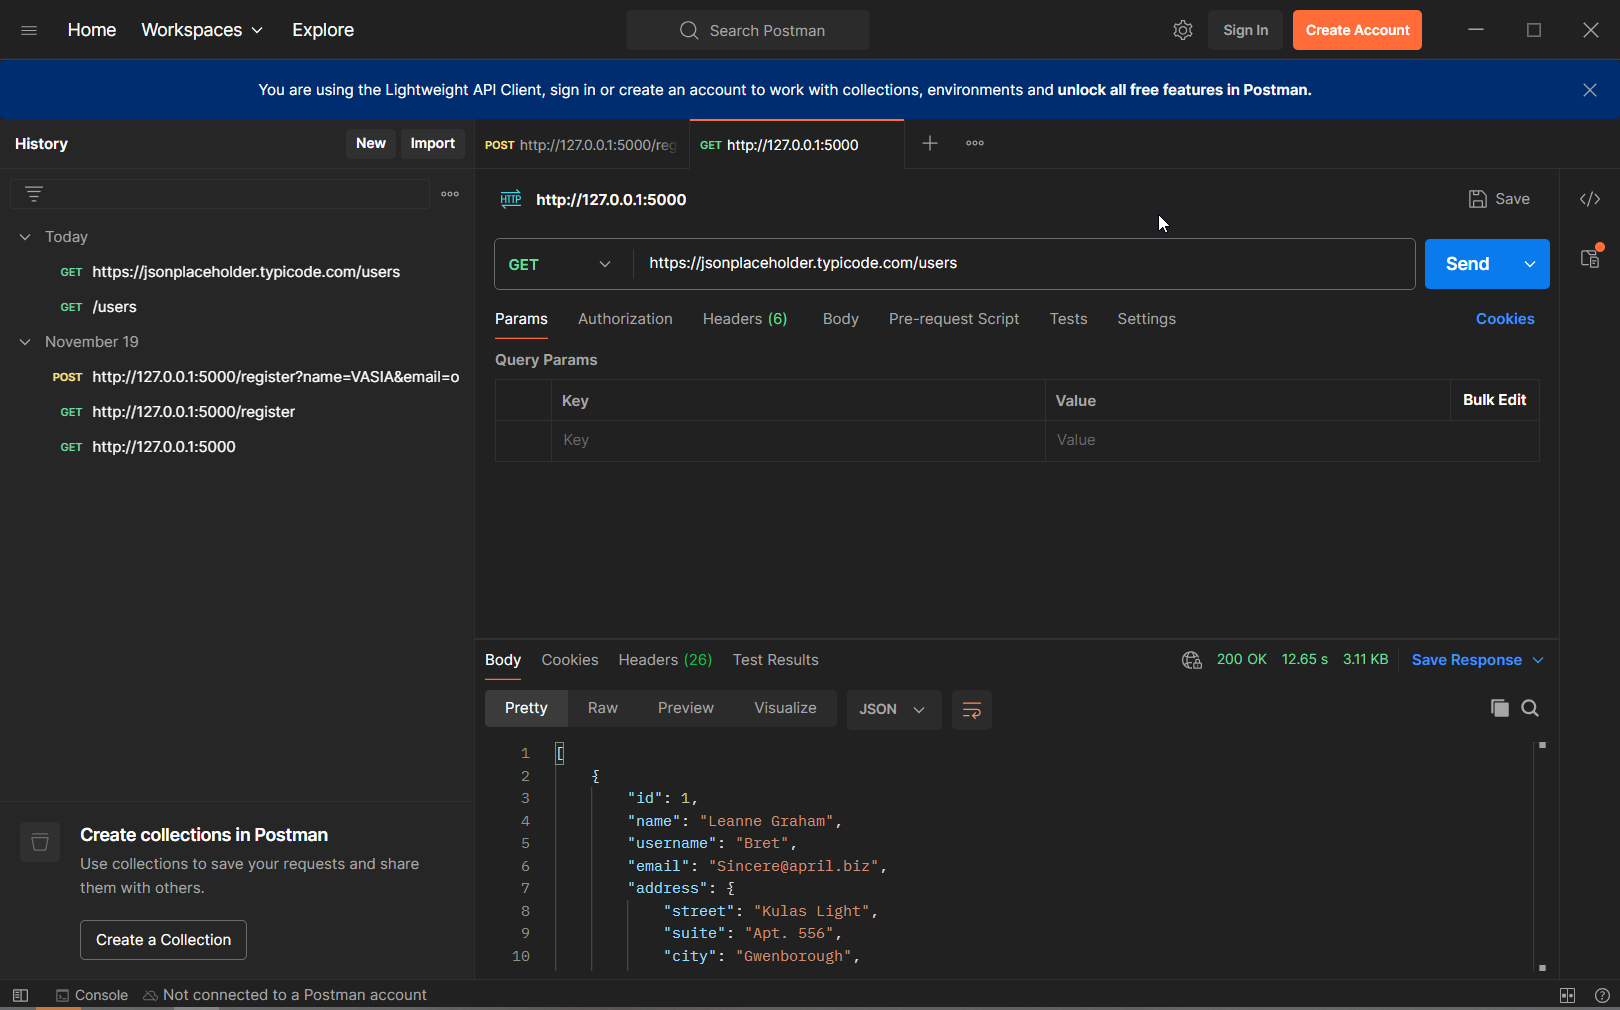 Home Workspaces Explore Search Postman Sign In Create Account
You are using the Lightweight API Client, sign in or create an account to work with collections, environments and unlock all free features in Postman.
History New Import
Today
GET https://jsonplaceholder.typicode.com/users
GET /users
November 19
POST http://127.0.0.1:5000/register?name=VASIA&email=o
GET http://127.0.0.1:5000/register
GET http://127.0.0.1:5000
Create collections in Postman
Use collections to save your requests and share
them with others.
Create a Collection
POST http://127.0.0.1:5000/reg GET http://127.0.0.1:5000
HTTP http://127.0.0.1:5000 Save
GET https://jsonplaceholder.typicode.com/users Send
Params Authorization Headers (6) Body Pre-request Script Tests Settings Cookies
Query Params
Key Value Bulk Edit
Key Value
Body Cookies Headers (26) Test Results 200 OK 12.65 s 3.11 KB Save Response
Pretty Raw Preview Visualize JSON
1 [
2 {
3 "id": 1,
4 "name": "Leanne Graham",
5 "username": "Bret",
6 "email": "Sincere@april.biz",
7 "address": {
8 "street": "Kulas Light",
9 "suite": "Apt. 556",
10 "city": "Gwenborough",
Console Not connected to a Postman account